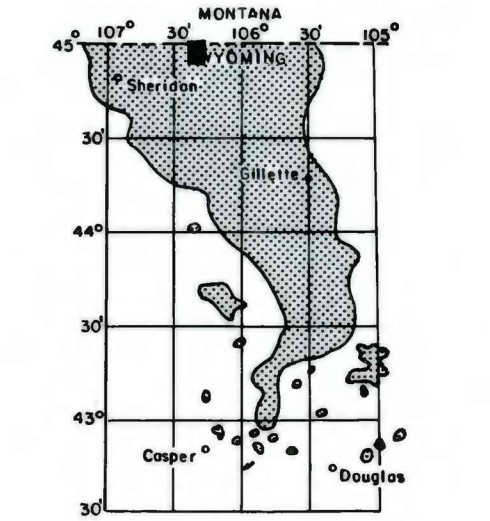 MONTANA
107° 30' 106° 30' 105°
45°
WYOMING
Sheridan
30'
Gillette
44°
30'
43°
Casper
Douglas
30'